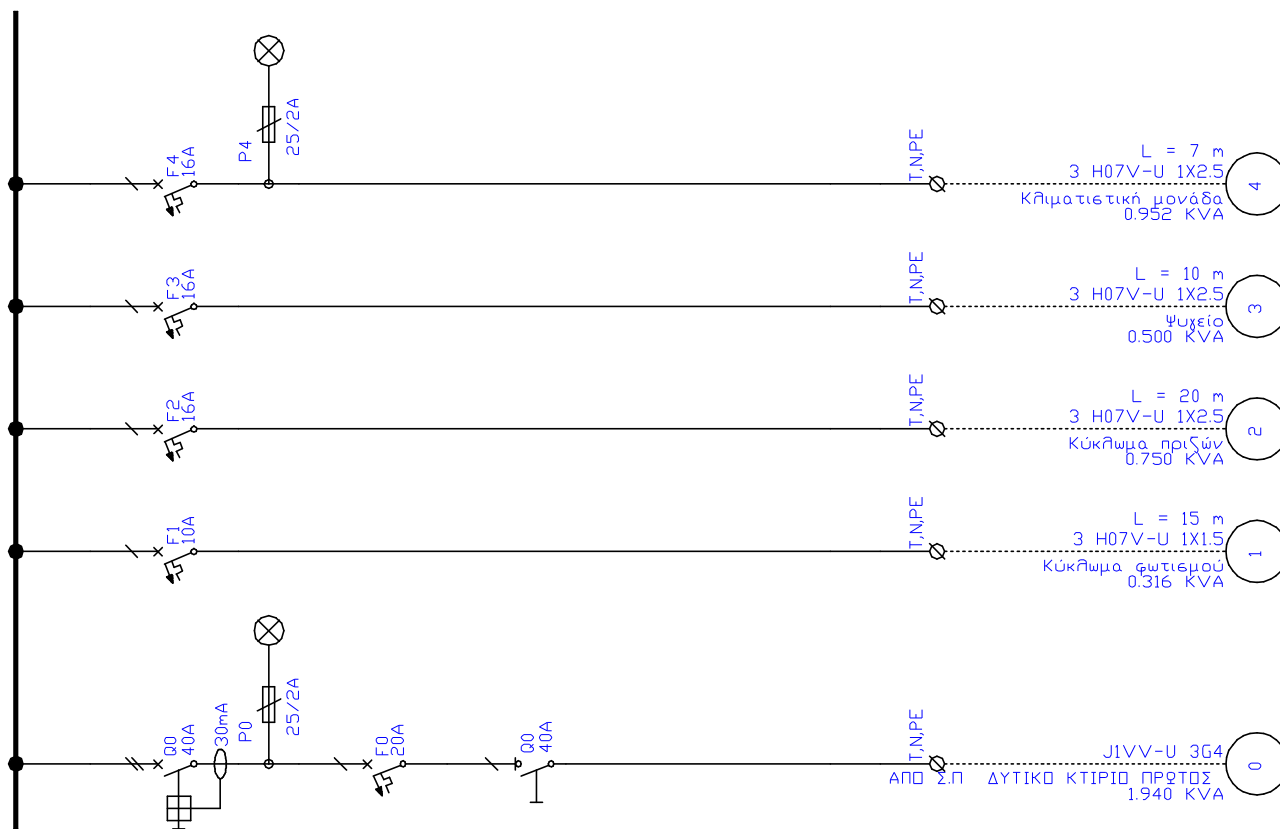 P4
25/2A
F4
16A
T,N,PE
L = 7 m
3 H07V-U 1X2.5
Κλιματιστική μονάδα
0.952 KVA
4
F3
16A
T,N,PE
L = 10 m
3 H07V-U 1X2.5
Ψυγείο
0.500 KVA
3
F2
16A
T,N,PE
L = 20 m
3 H07V-U 1X2.5
Κύκλωμα πριζών
0.750 KVA
2
F1
10A
T,N,PE
L = 15 m
3 H07V-U 1X1.5
Κύκλωμα φωτισμού
0.316 KVA
1
Q0
40A
30mA
P0
25/2A
F0
20A
Q0
40A
T,N,PE
J1VV-U 3G4
ΑΠΟ Σ.Π ΔΥΤΙΚΟ ΚΤΙΡΙΟ ΠΡΩΤΟΣ
1.940 KVA
0